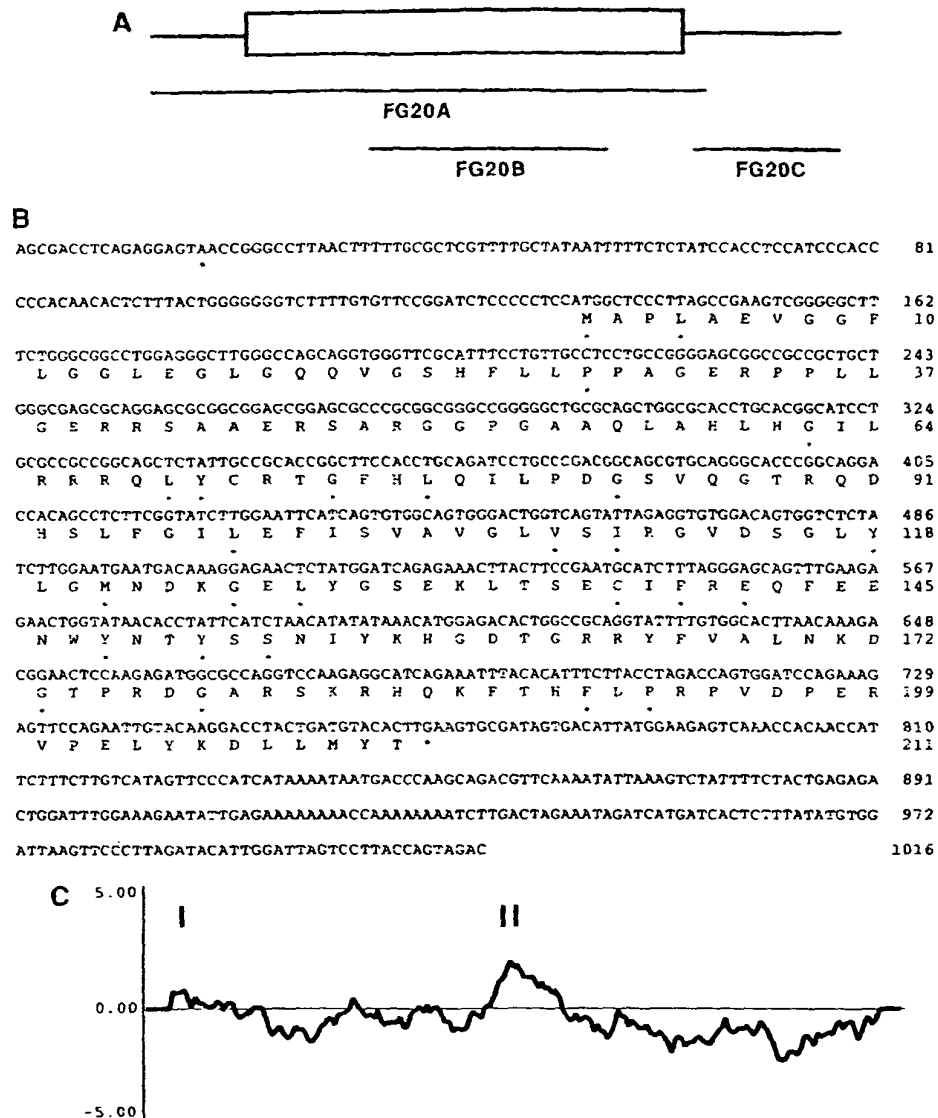 A
FG20A
FG20B
FG20C
B
AGCGACCTCAGAGGAGTAACCGGGCCTTAACTTTTTGCGCTCGTTTTGCTATAATTTTTCTCTATCCACCTCCATCCCACC 81
CCCACAACACTCTTTACTGGGGGGGTCTTTTGTGTTCCGGATCTCCCCCTCCATGGCTCCCTTAGCCGAAGTCGGGGGCTT 162
M A P L A E V G G F 10
TCTGGGCGGCCTGGAGGGCTTGGGCCAGCAGGTGGGTTCGCATTTCCTGTTGCCTCCTGCCGGGGAGCGGCCGCCGCTGCT 243
L G G L E G L G Q Q V G S H F L L P P A G E R P P L L 37
GGGCGAGCGCAGGAGCGCGGCGGAGCGGAGCGCCCGCGGCGGGCCGGGGGCTGCGCAGCTGGCGCACCTGCACGGCATCCT 324
G E R R S A A E R S A R G G P G A A Q L A H L H G I L 64
GCGCCGCCGGCAGCTCTATTGCCGCACCGGCTTCCACCTGCAGATCCTGCCCGACGGCAGCGTGCAGGGCACCCGGCAGGA 405
R R R Q L Y C R T G F H L Q I L P D G S V Q G T R Q D 91
CCACAGCCTCTTCGGTATCTTGGAATTCATCAGTGTGGCAGTGGGACTGGTCAGTATTAGAGGTGTGGACAGTGGTCTCTA 486
H S L F G I L E F I S V A V G L V S I R G V D S G L Y 118
TCTTGGAATGAATGACAAAGGAGAACTCTATGGATCAGAGAAACTTACTTCCGAATGCATCTTTAGGGAGCAGTTTGAAGA 567
L G M N D K G E L Y G S E K L T S E C I F R E Q F E E 145
GAACTGGTATAACACCTATTCATCTAACATATATAAACATGGAGACACTGGCCGCAGGTATTTTGTGGCACTTAACAAAGA 648
N W Y N T Y S S N I Y K H G D T G R R Y F V A L N K D 172
CGGAACTCCAAGAGATGGCGCCAGGTCCAAGAGGCATCAGAAATTTACACATTTCTTACCTAGACCAGTGGATCCAGAAAG 729
G T P R D G A R S K R H Q K F T H F L P R P V D P E R 199
AGTTCCAGAATTGTACAAGGACCTACTGATGTACACTTGAAGTGCGATAGTGACATTATGGAAGAGTCAAACCACAACCAT 810
V P E L Y K D L L M Y T • 211
TCTTTCTTGTCATAGTTCCCATCATAAAATAATGACCCAAGCAGACGTTCAAAATATTAAAGTCTATTTTCTACTGAGAGA 891
CTGGATTTGGAAAGAATATTGAGAAAAAAAAACCAAAAAAAATCTTGACTAGAAATAGATCATGATCACTCTTTATATGTGG 972
ATTAAGTTCCCTTAGATACATTGGATTAGTCCTTACCAGTAGAC 1016
C
5.00
I
II
0.00
-5.00